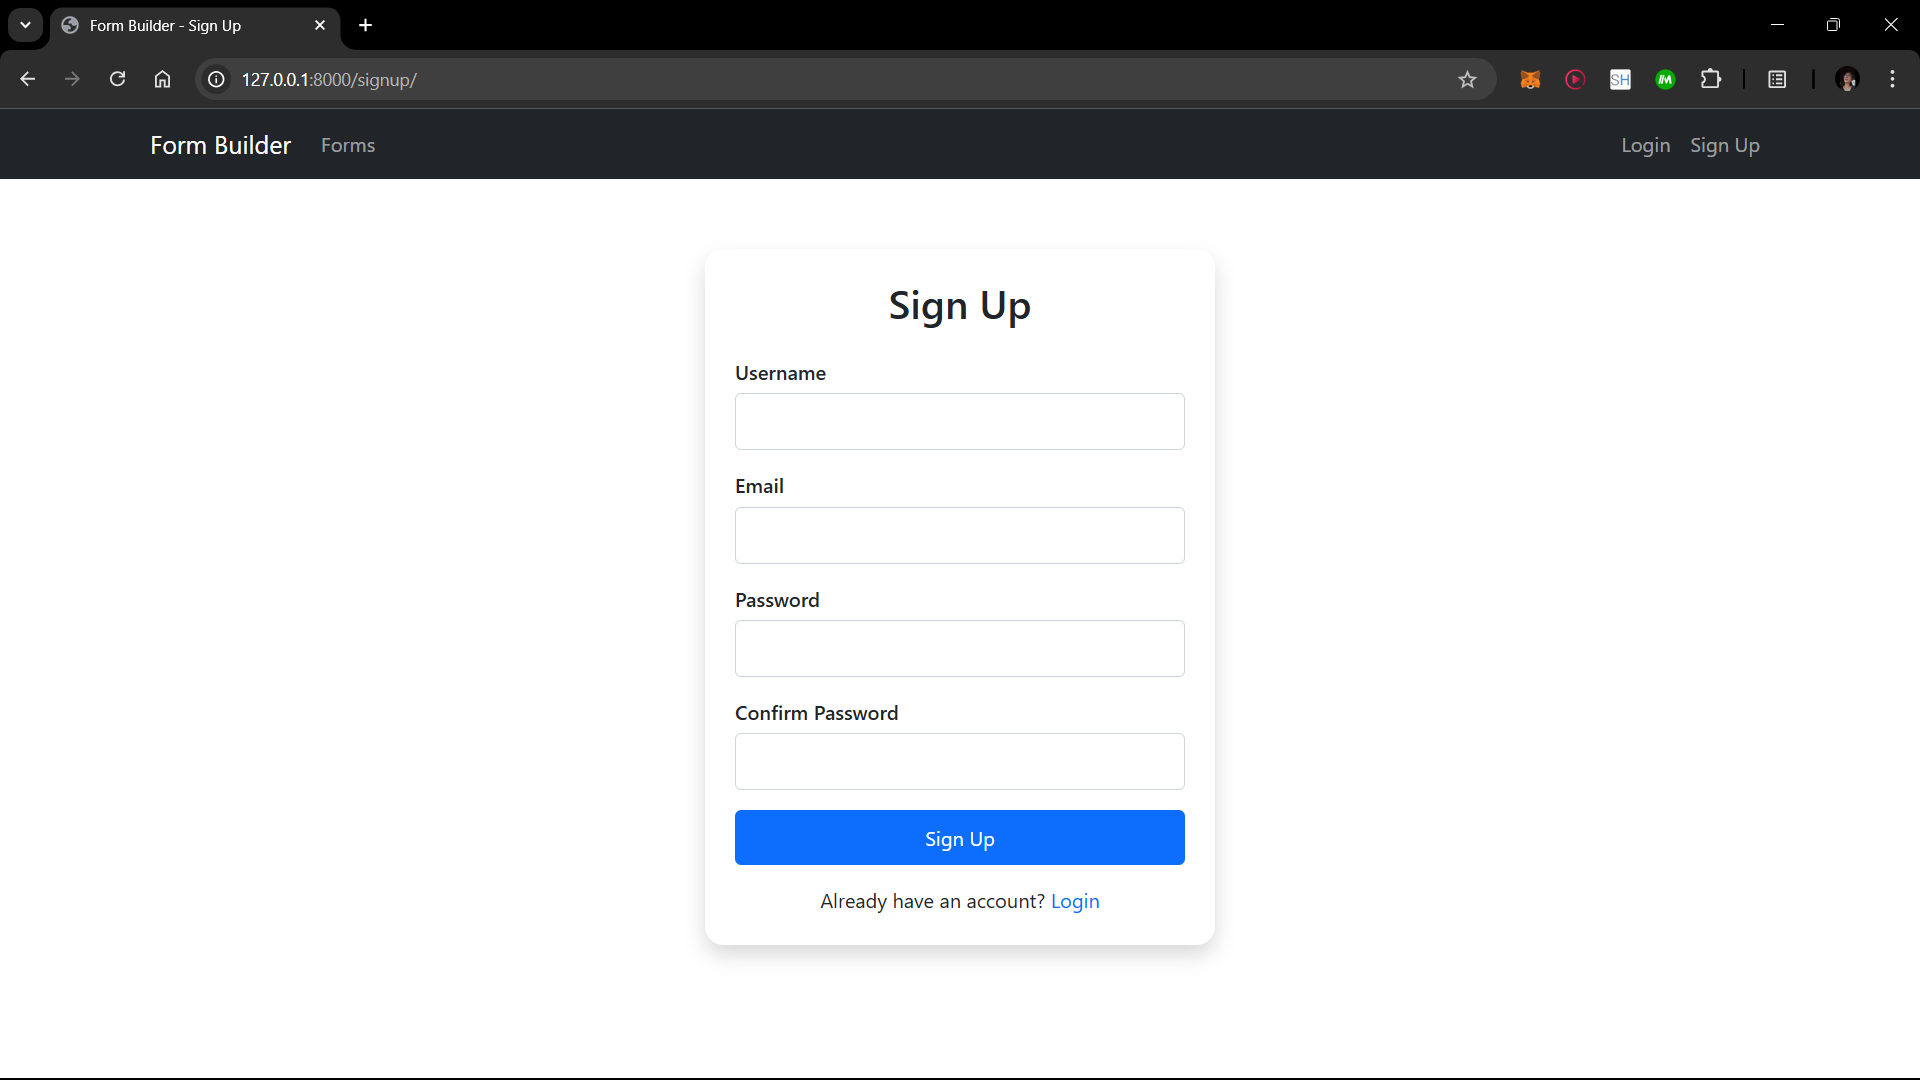 Form Builder - Sign Up
127.0.0.1:8000/signup/
SH
Form Builder
Forms
Login
Sign Up
Sign Up
Username
Email
Password
Confirm Password
Sign Up
Already have an account? Login